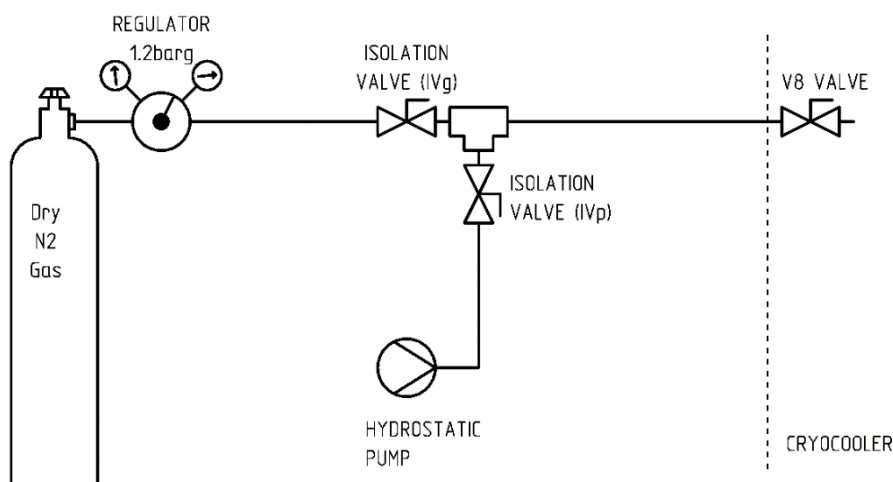 REGULATOR
1.2barg
ISOLATION
VALVE (IVg)
V8 VALVE
ISOLATION
VALVE (IVp)
Dry
N2
Gas
HYDROSTATIC
PUMP
CRYOCOOLER